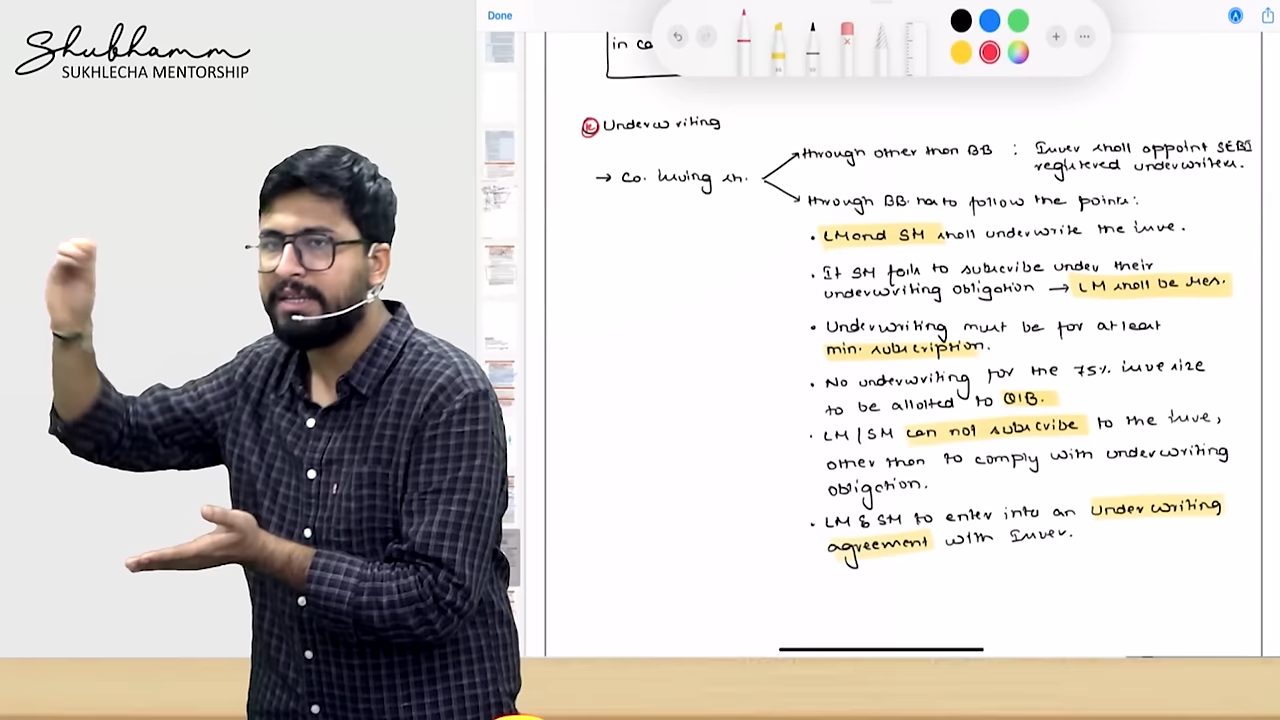 Shubhamm
SUKHLECHA MENTORSHIP
Done
in co
Underwriting
→ Co. issuing sh.
through other than BB : Issuer shall appoint SEBI
registered underwriters.
through BB has to follow the points:
• LM and SM shall underwrite the issue.
• If SM fails to subscribe under their
underwriting obligation → LM shall be res.
• Underwriting must be for atleast
min. subscription.
• No underwriting for the 75% issue size
to be allotted to QIB.
• LM / SM can not subscribe to the issue,
other than to comply with underwriting
obligation.
• LM & SM to enter into an underwriting
agreement with Issuer.